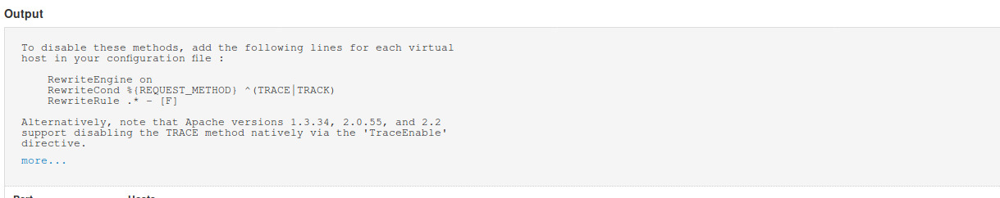 Output
To disable these methods, add the following lines for each virtual
host in your configuration file :
RewriteEngine on
RewriteCond %{REQUEST_METHOD} ^(TRACE|TRACK)
RewriteRule .* - [F]
Alternatively, note that Apache versions 1.3.34, 2.0.55, and 2.2
support disabling the TRACE method natively via the 'TraceEnable'
directive.
more...